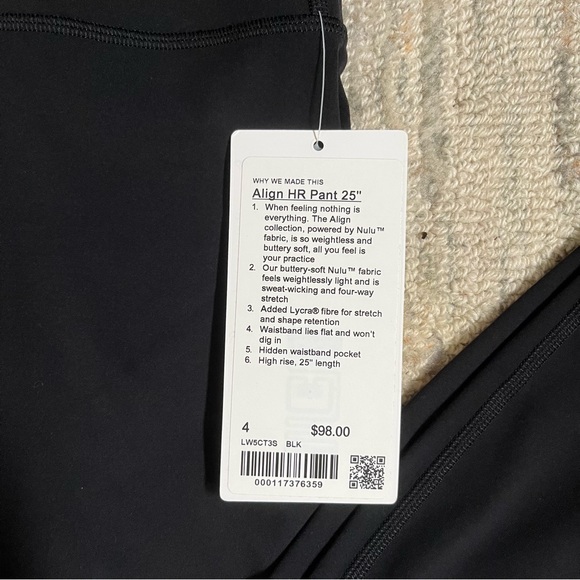 WHY WE MADE THIS
Align HR Pant 25"
1. When feeling nothing is
everything. The Align
collection, powered by Nulu™
fabric, is so weightless and
buttery soft, all you feel is
your practice
2. Our buttery-soft Nulu™ fabric
feels weightlessly light and is
sweat-wicking and four-way
stretch
3. Added Lycra® fibre for stretch
and shape retention
4. Waistband lies flat and won't
dig in
5. Hidden waistband pocket
6. High rise, 25" length
4 $98.00
LW5CT3S BLK
000117376359